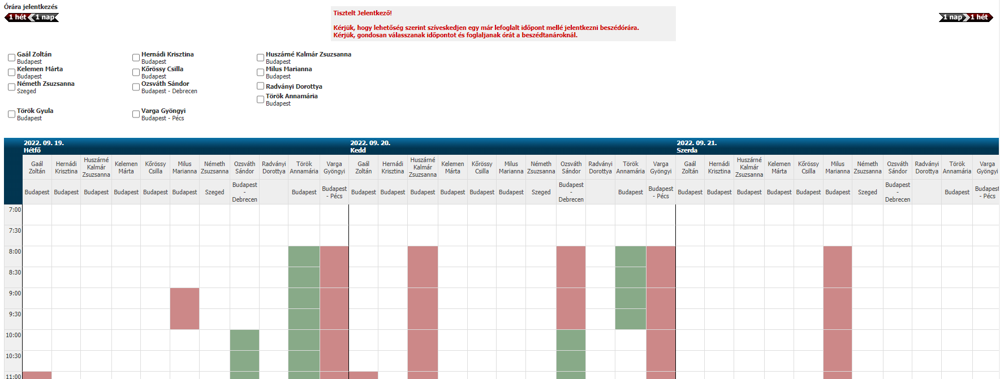 Órára jelentkezés
1 hét 1 nap
1 nap 1 hét
Tisztelt Jelentkező!
Kérjük, hogy lehetőség szerint szíveskedjen egy már lefoglalt időpont mellé jelentkezni beszédórára.
Kérjük, gondosan válasszanak időpontot és foglaljanak órát a beszédtanároknál.
Gaál Zoltán
Budapest
Hernádi Krisztina
Budapest
Huszárné Kalmár Zsuzsanna
Budapest
Kelemen Márta
Budapest
Kőrössy Csilla
Budapest
Milus Marianna
Budapest
Németh Zsuzsanna
Szeged
Ozsváth Sándor
Budapest - Debrecen
Radványi Dorottya
Török Annamária
Budapest
Török Gyula
Budapest
Varga Gyöngyi
Budapest - Pécs
2022. 09. 19. 2022. 09. 20. 2022. 09. 21.
Hétfő Kedd Szerda
Gaál Zoltán Hernádi Krisztina Huszárné Kalmár Zsuzsanna Kelemen Márta Kőrössy Csilla Milus Marianna Németh Zsuzsanna Ozsváth Sándor Radványi Dorottya Török Annamária Varga Gyöngyi Gaál Zoltán Hernádi Krisztina Huszárné Kalmár Zsuzsanna Kelemen Márta Kőrössy Csilla Milus Marianna Németh Zsuzsanna Ozsváth Sándor Radványi Dorottya Török Annamária Varga Gyöngyi Gaál Zoltán Hernádi Krisztina Huszárné Kalmár Zsuzsanna Kelemen Márta Kőrössy Csilla Milus Marianna Németh Zsuzsanna Ozsváth Sándor Radványi Dorottya Török Annamária Varga Gyöngyi
Budapest Budapest Budapest Budapest Budapest Budapest Szeged Budapest - Debrecen Budapest Budapest - Pécs Budapest Budapest Budapest Budapest Budapest Budapest Szeged Budapest - Debrecen Budapest Budapest - Pécs Budapest Budapest Budapest Budapest Budapest Budapest Szeged Budapest - Debrecen Budapest Budapest - Pécs
7:00
7:30
8:00
8:30
9:00
9:30
10:00
10:30
11:00